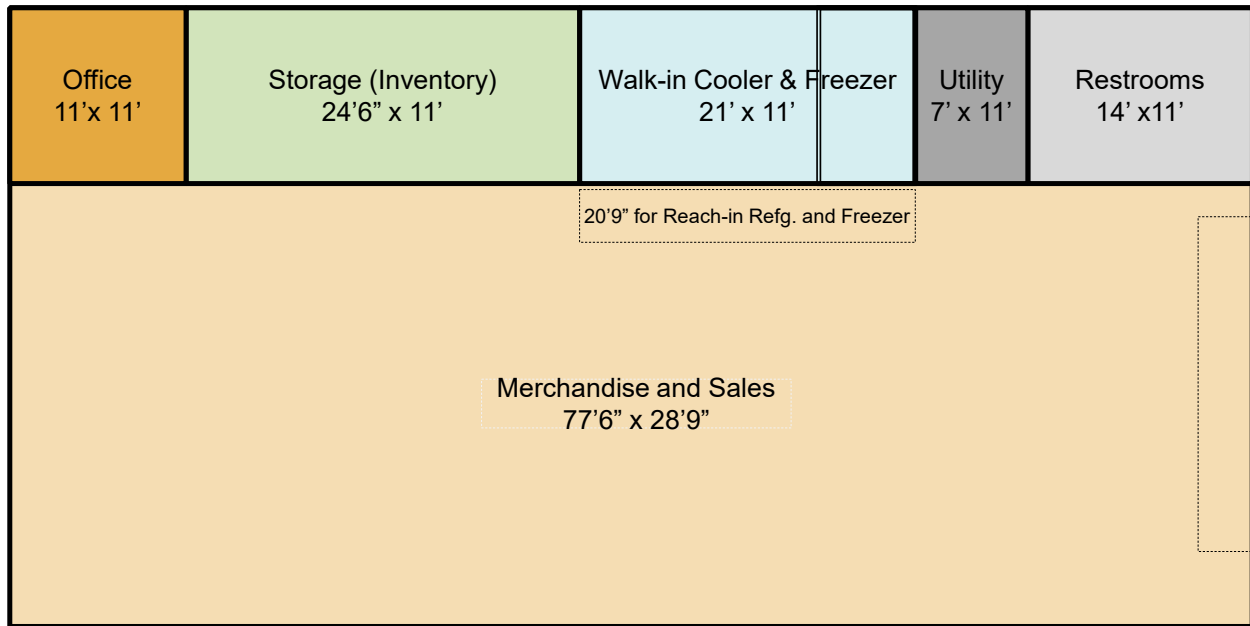 Office
11’x 11’
Storage (Inventory)
24’6” x 11’
Walk-in Cooler & Freezer
21’ x 11’
Utility
7’ x 11’
Restrooms
14’ x11’
20’9” for Reach-in Refg. and Freezer
Merchandise and Sales
77’6” x 28’9”